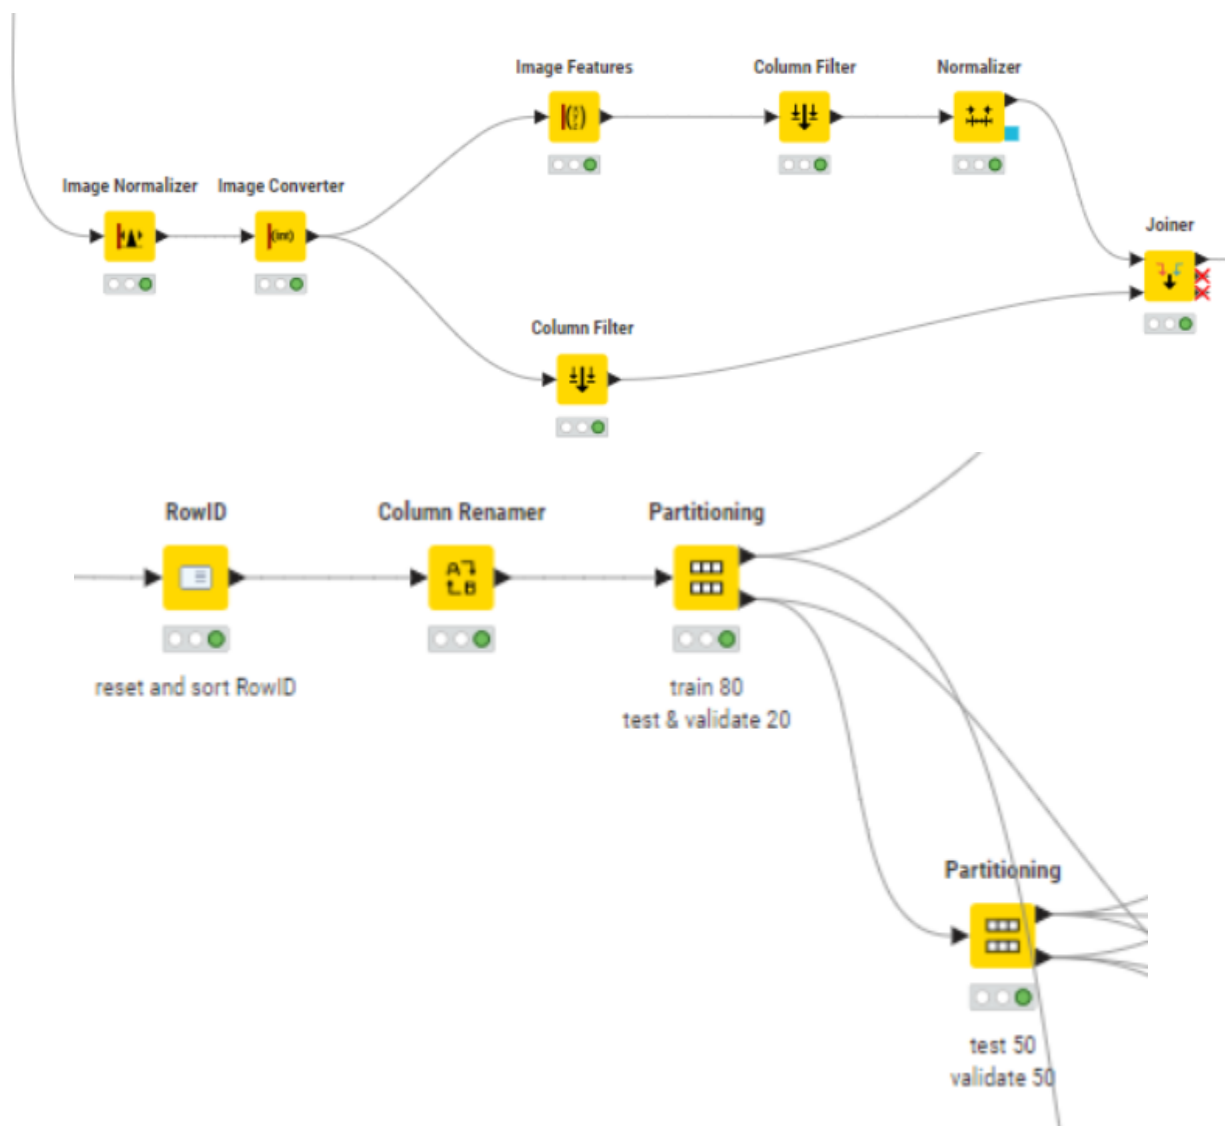 Image Features
Column Filter
Normalizer
Image Normalizer
Image Converter
(int)
Joiner
Column Filter
RowID
Column Renamer
Partitioning
A
B
reset and sort RowID
train 80
test & validate 20
Partitioning
test 50
validate 50